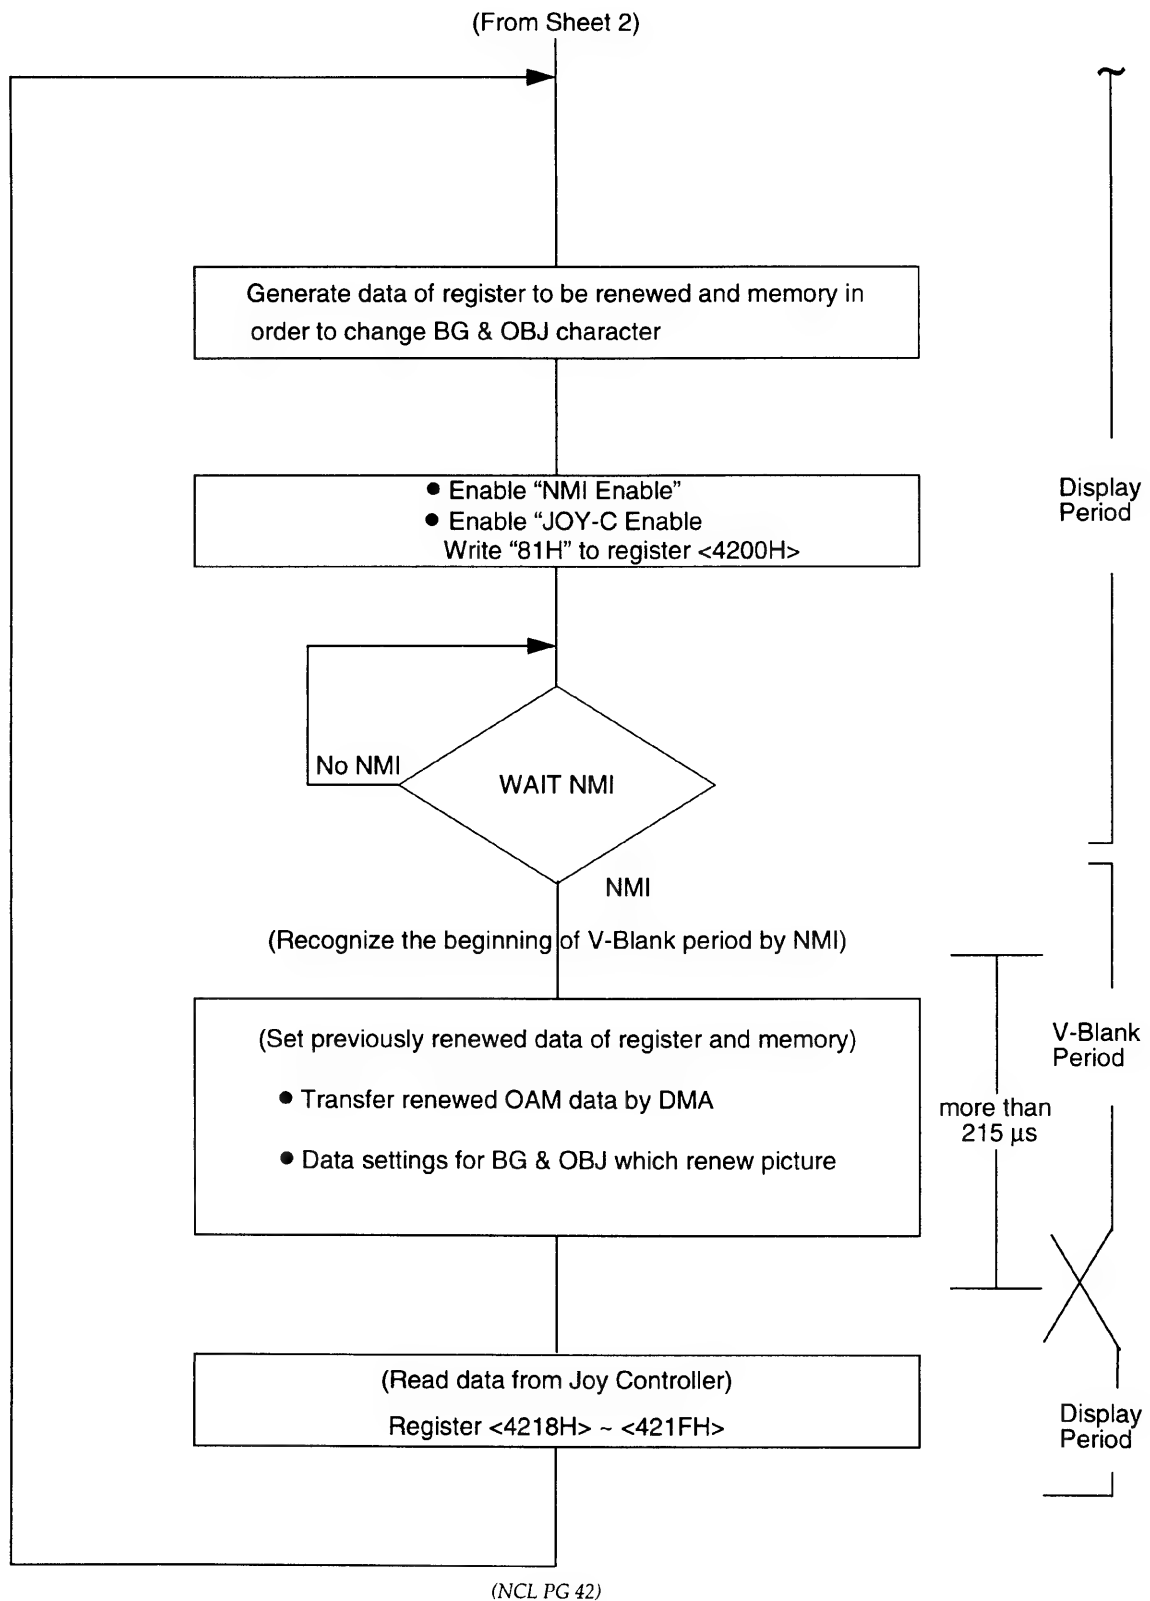 (From Sheet 2)
Generate data of register to be renewed and memory in
order to change BG & OBJ character
● Enable “NMI Enable”
● Enable “JOY-C Enable
Write “81H” to register <4200H>
Display
Period
No NMI
WAIT NMI
NMI
(Recognize the beginning of V-Blank period by NMI)
(Set previously renewed data of register and memory)
● Transfer renewed OAM data by DMA
● Data settings for BG & OBJ which renew picture
V-Blank
Period
more than
215 µs
(Read data from Joy Controller)
Register <4218H> ~ <421FH>
Display
Period
(NCL PG 42)